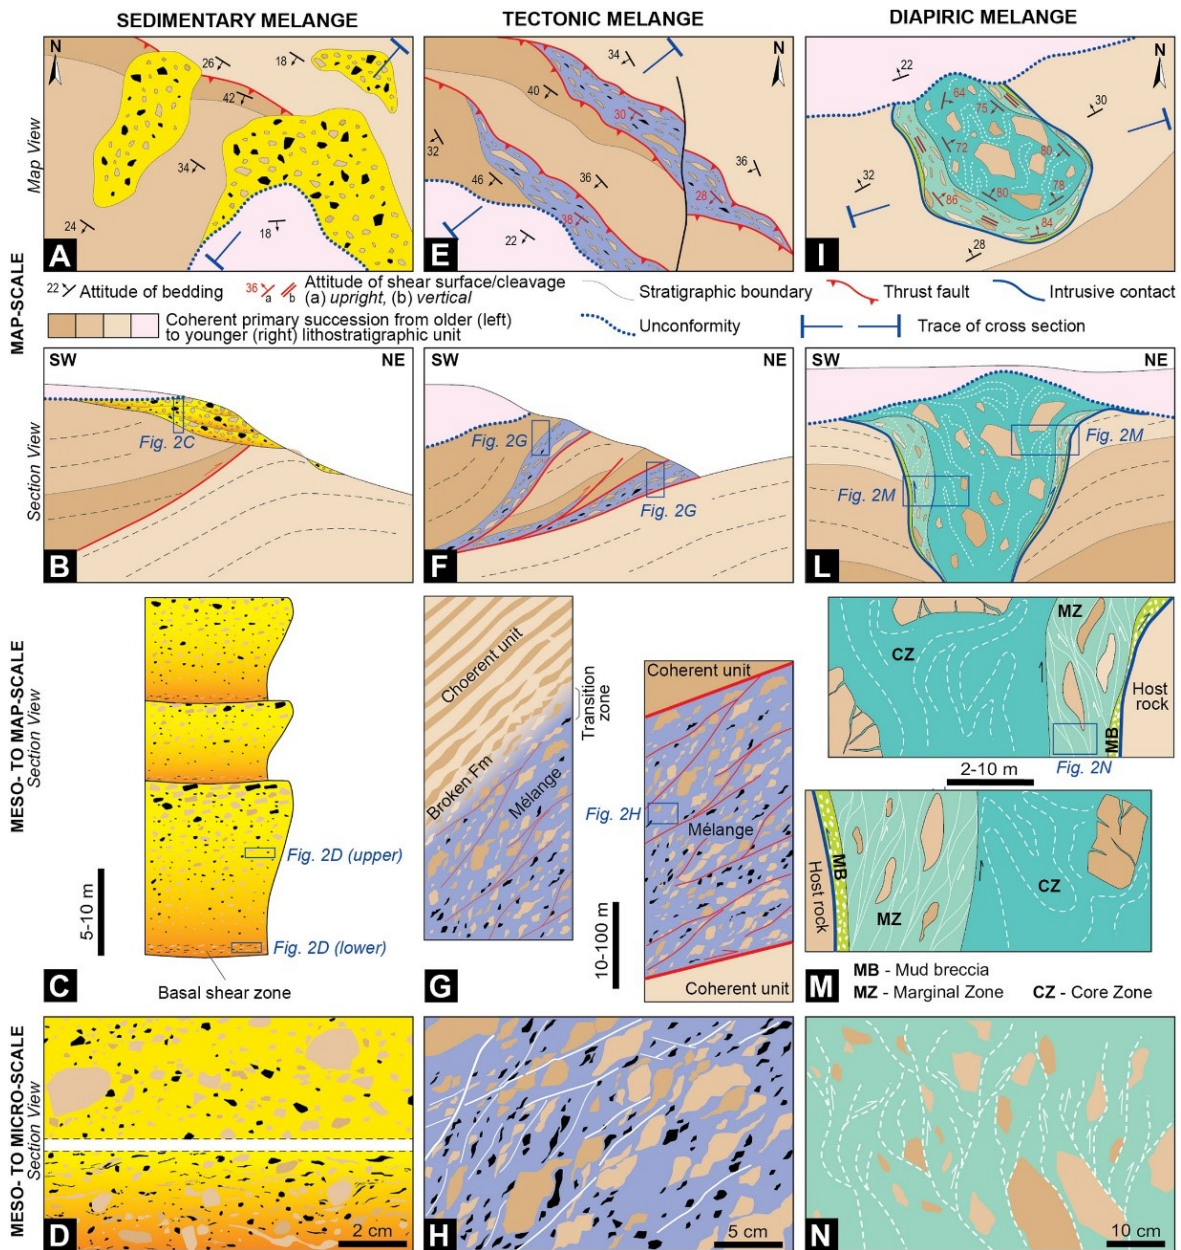 SEDIMENTARY MELANGE
TECTONIC MELANGE
DIAPIRIC MELANGE
MAP-SCALE
Map View
N
26
18
42
34
24
18
A
N
34
40
30
32
46
36
36
28
38
22
E
N
22
64
75
30
72
80
32
86
80
78
84
28
I
22 Attitude of bedding
36 a b Attitude of shear surface/cleavage
(a) upright, (b) vertical
Stratigraphic boundary
Thrust fault
Intrusive contact
Coherent primary succession from older (left)
to younger (right) lithostratigraphic unit
Unconformity
Trace of cross section
Section View
SW NE
Fig. 2C
B
SW NE
Fig. 2G
Fig. 2G
F
SW NE
Fig. 2M
Fig. 2M
L
MESO- TO MAP-SCALE
Section View
5-10 m
Fig. 2D (upper)
Fig. 2D (lower)
Basal shear zone
C
Choerent unit
Transition
zone
Broken Fm
Mélange
Coherent unit
Fig. 2H
Mélange
10-100 m
Coherent unit
G
MZ
CZ
Host
rock
MB
2-10 m
Fig. 2N
Host rock
MB
MZ
CZ
M
MB - Mud breccia
MZ - Marginal Zone CZ - Core Zone
MESO- TO MICRO-SCALE
Section View
D
2 cm
H
5 cm
N
10 cm